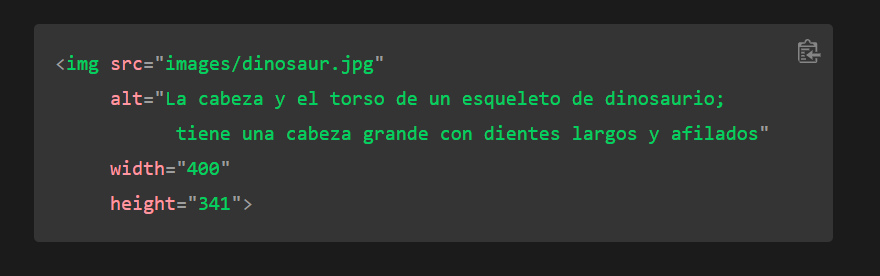 <img src="images/dinosaur.jpg"
alt="La cabeza y el torso de un esqueleto de dinosaurio;
tiene una cabeza grande con dientes largos y afilados"
width="400"
height="341">